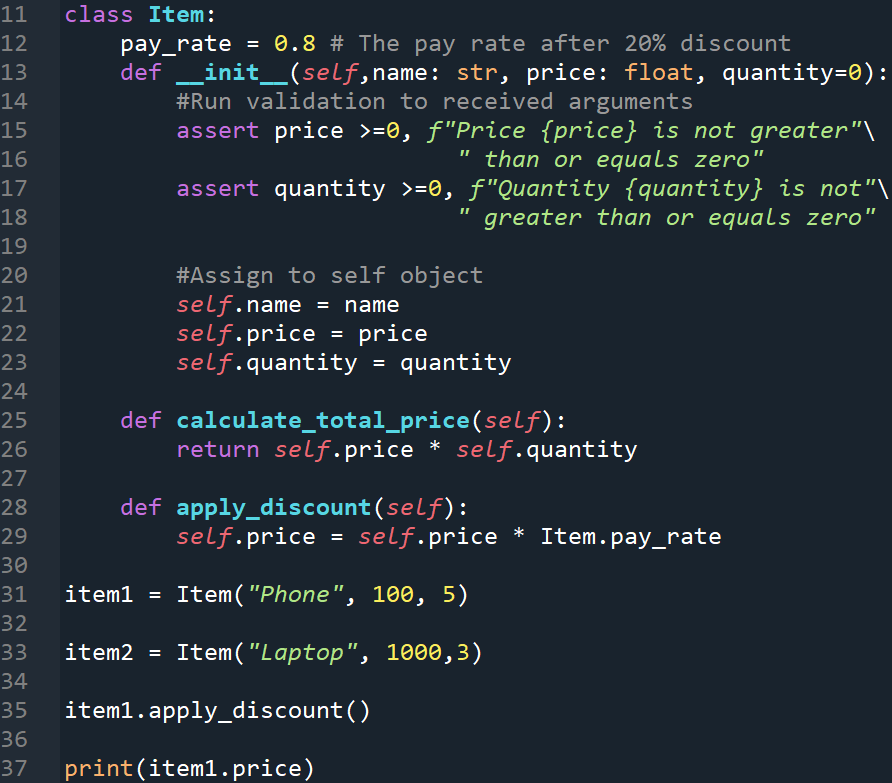 11 class Item:
12     pay_rate = 0.8 # The pay rate after 20% discount
13     def __init__(self,name: str, price: float, quantity=0):
14         #Run validation to received arguments
15         assert price >=0, f"Price {price} is not greater"\
16                             " than or equals zero"
17         assert quantity >=0, f"Quantity {quantity} is not"\
18                             " greater than or equals zero"
19
20         #Assign to self object
21         self.name = name
22         self.price = price
23         self.quantity = quantity
24
25     def calculate_total_price(self):
26         return self.price * self.quantity
27
28     def apply_discount(self):
29         self.price = self.price * Item.pay_rate
30
31 item1 = Item("Phone", 100, 5)
32
33 item2 = Item("Laptop", 1000,3)
34
35 item1.apply_discount()
36
37 print(item1.price)